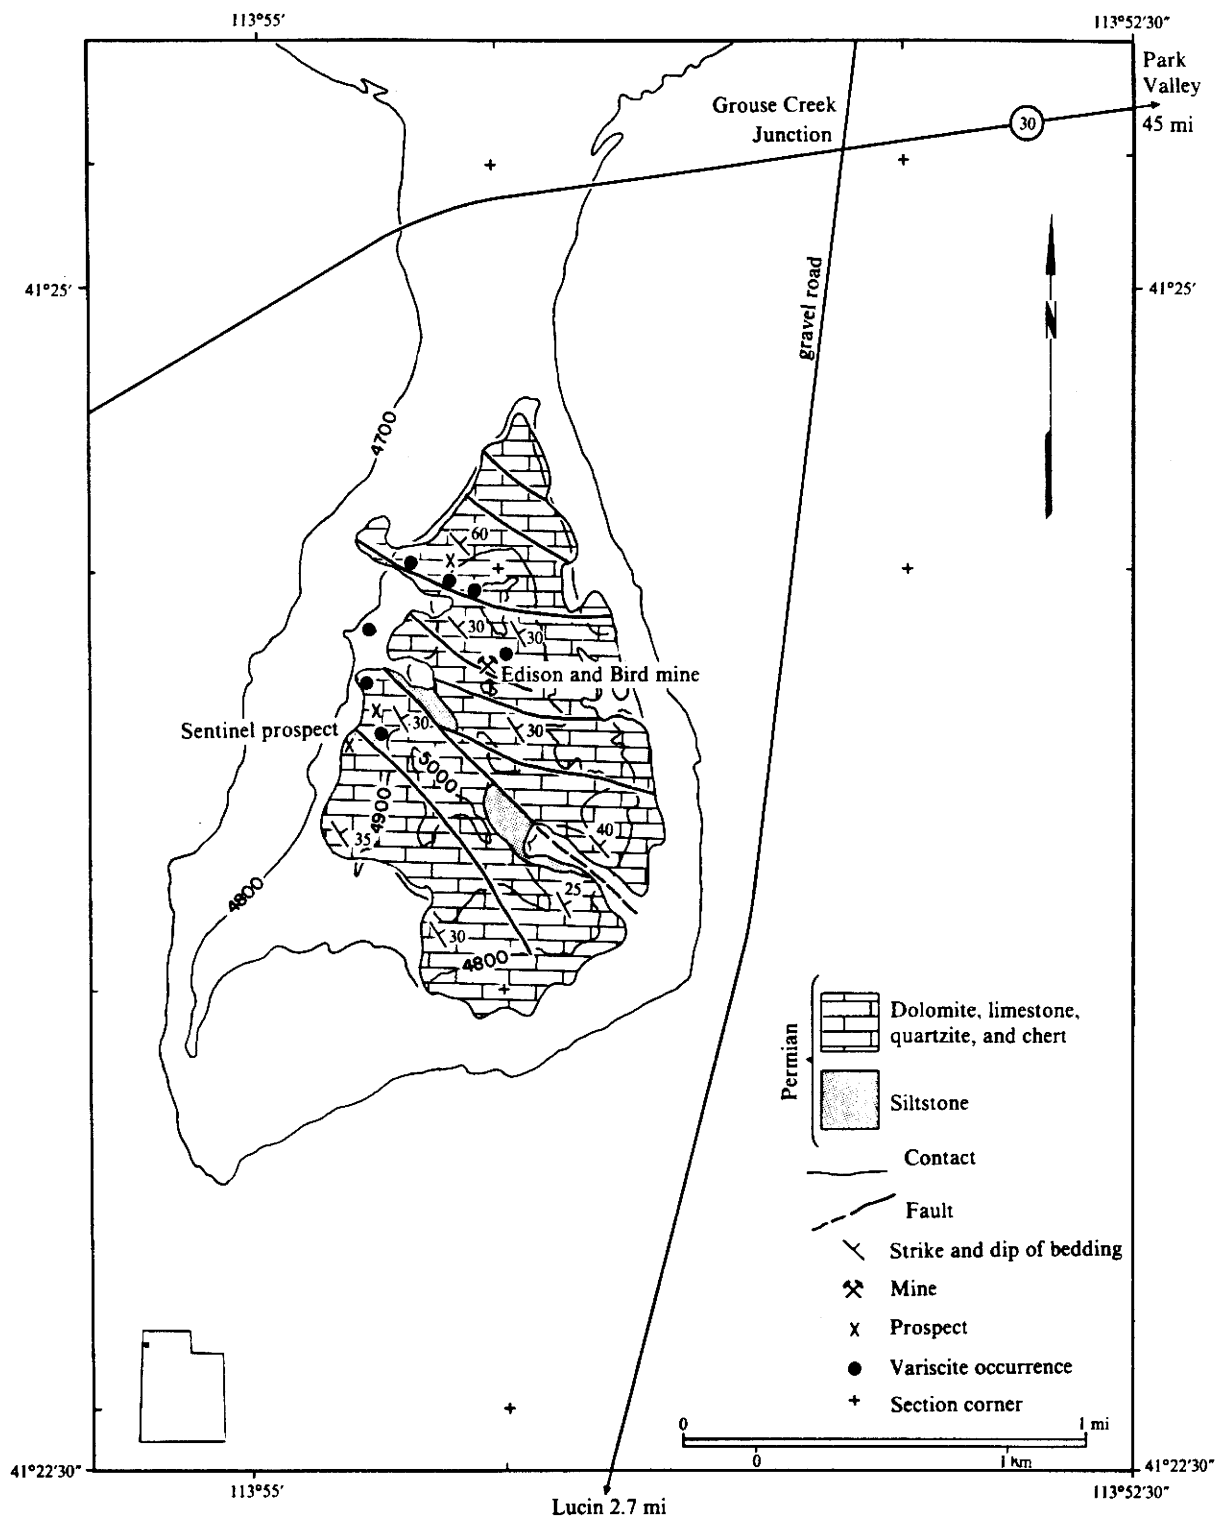 113°55'
113°52'30"
Park
Valley
45 mi
Grouse Creek
Junction
30
N
41°25'
41°25'
gravel road
4700
60
30
30
Edison and Bird mine
30
30
Sentinel prospect
5000
4900
40
35
25
4800
30
4800
Permian
Dolomite, limestone,
quartzite, and chert
Siltstone
Contact
Fault
Strike and dip of bedding
Mine
X
Prospect
Variscite occurrence
Section corner
0
1 mi
0
1 km
41°22'30"
41°22'30"
113°55'
113°52'30"
Lucin 2.7 mi